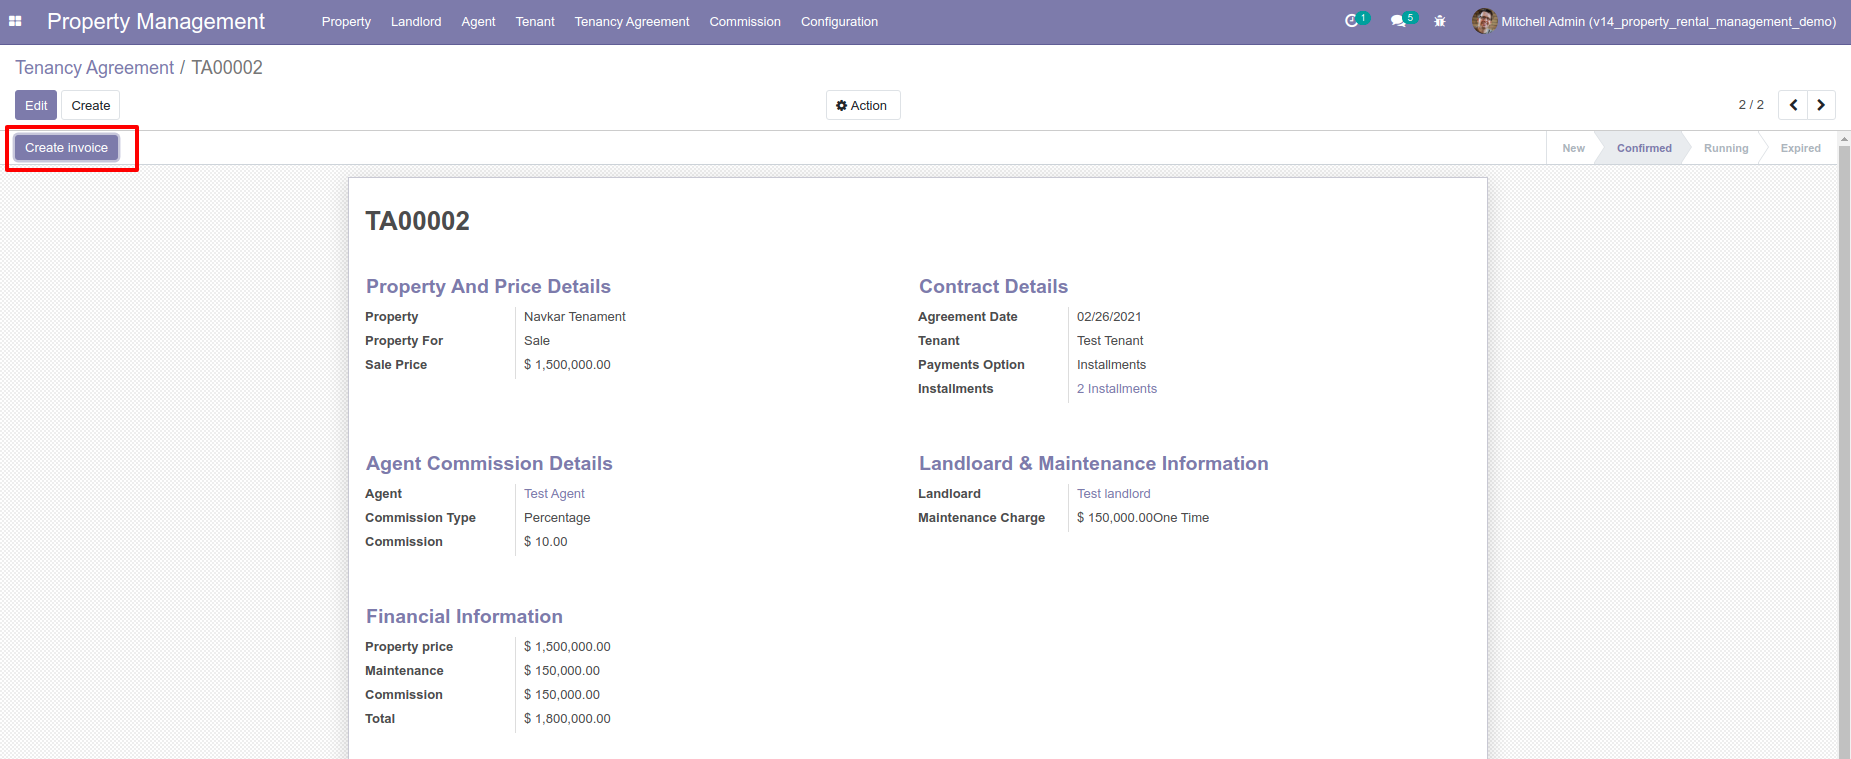 Property Management Property Landlord Agent Tenant Tenancy Agreement Commission Configuration 1 5 Mitchell Admin (v14_property_rental_management_demo)
Tenancy Agreement / TA00002
Edit Create Action 2 / 2
Create invoice New Confirmed Running Expired
TA00002
Property And Price Details
Property Navkar Tenament
Property For Sale
Sale Price $ 1,500,000.00
Contract Details
Agreement Date 02/26/2021
Tenant Test Tenant
Payments Option Installments
Installments 2 Installments
Agent Commission Details
Agent Test Agent
Commission Type Percentage
Commission $ 10.00
Landloard & Maintenance Information
Landloard Test landlord
Maintenance Charge $ 150,000.00One Time
Financial Information
Property price $ 1,500,000.00
Maintenance $ 150,000.00
Commission $ 150,000.00
Total $ 1,800,000.00